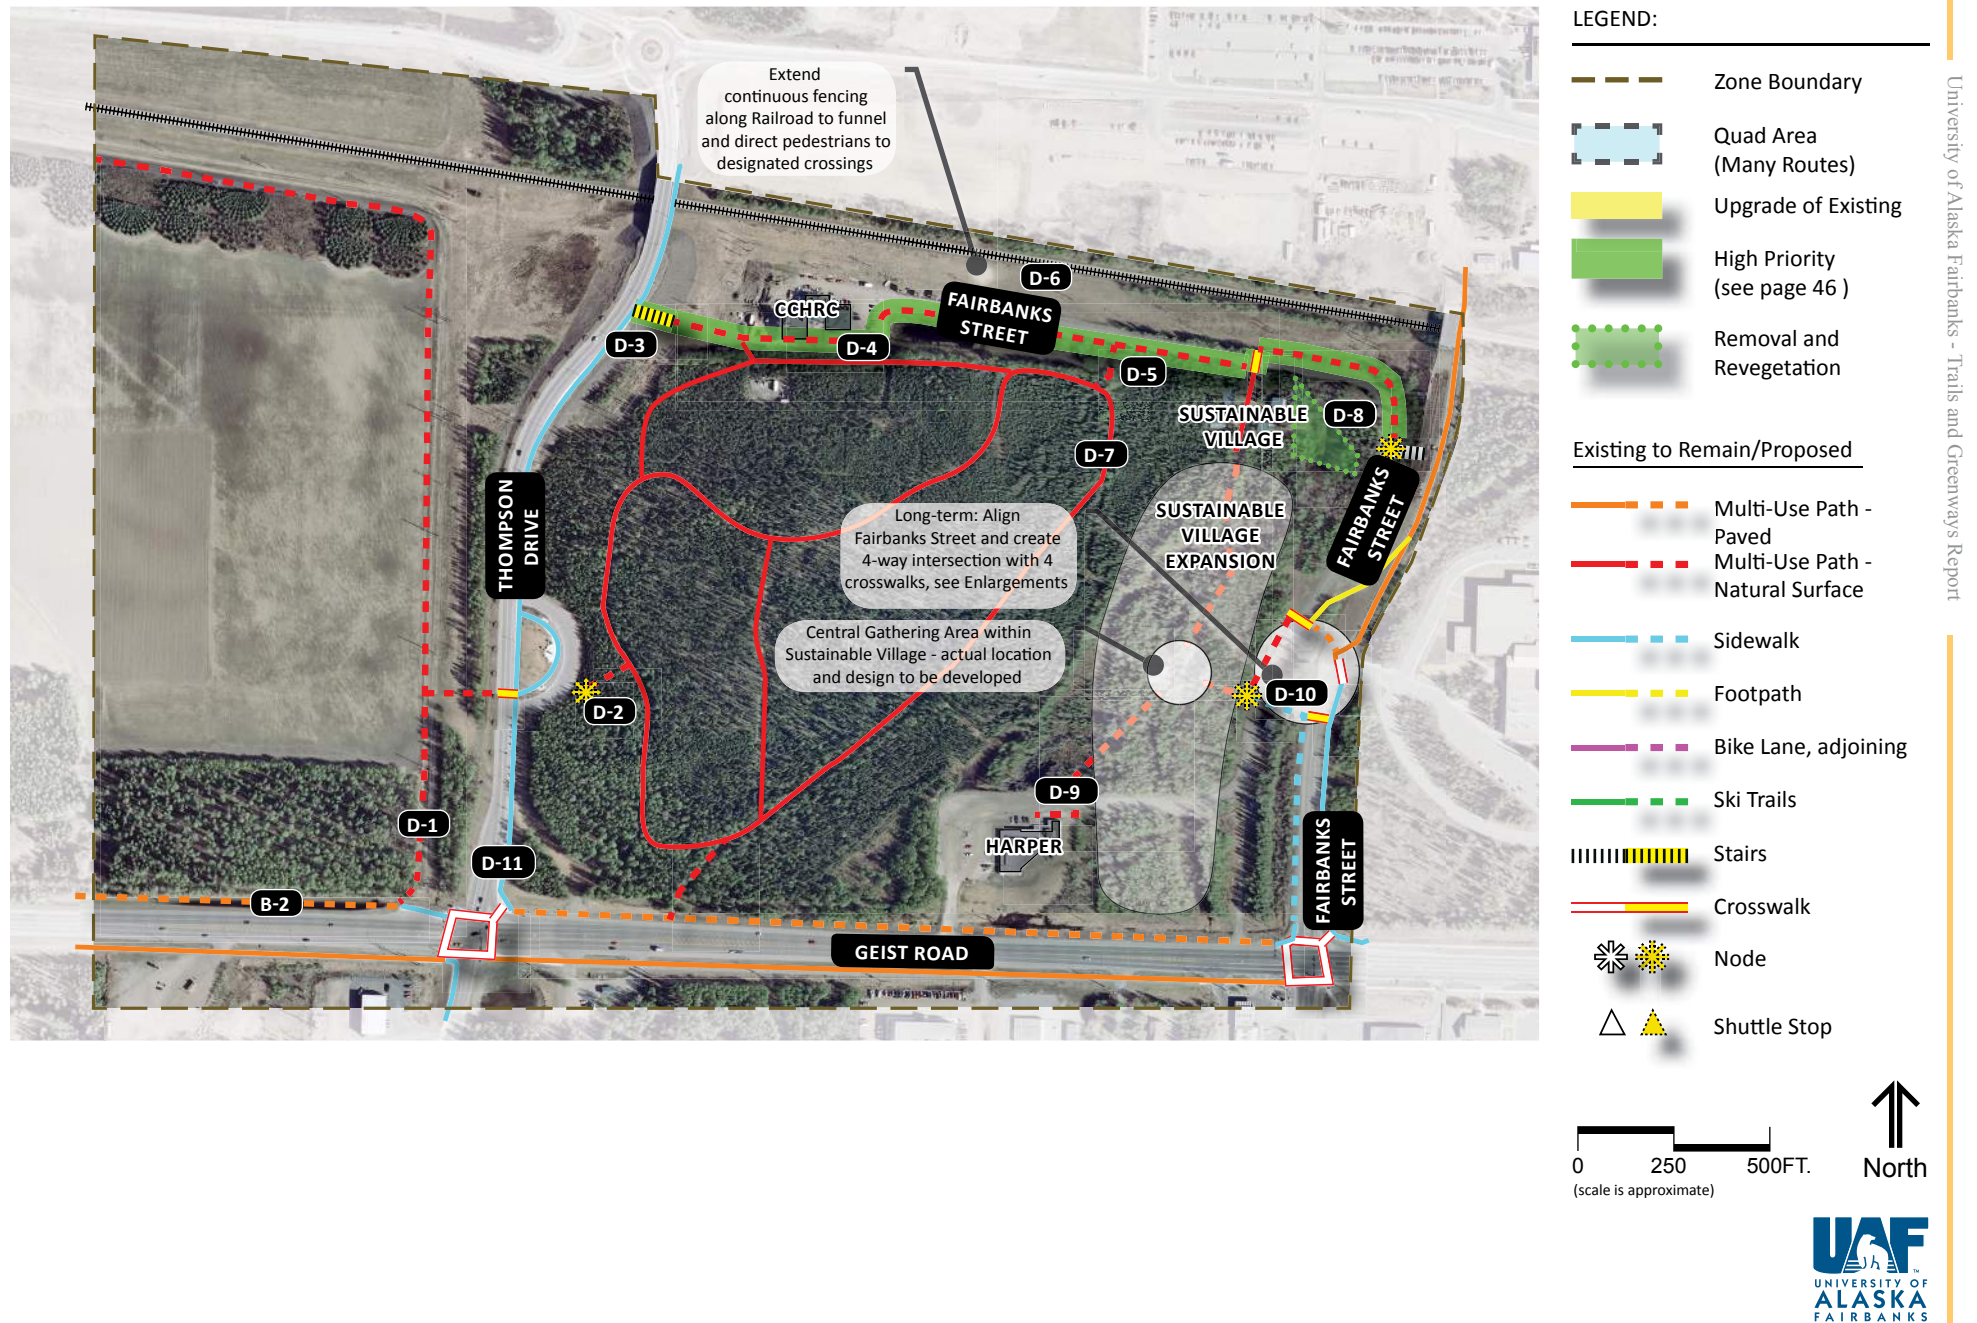 Extend
continuous fencing
along Railroad to funnel
and direct pedestrians to
designated crossings
D-6
FAIRBANKS
STREET
CCHRC
D-3
D-4
D-5
SUSTAINABLE
VILLAGE
D-8
D-7
FAIRBANKS
STREET
THOMPSON
DRIVE
Long-term: Align
Fairbanks Street and create
4-way intersection with 4
crosswalks, see Enlargements
SUSTAINABLE
VILLAGE
EXPANSION
Central Gathering Area within
Sustainable Village - actual location
and design to be developed
D-2
D-10
D-9
HARPER
D-1
D-11
FAIRBANKS
STREET
B-2
GEIST ROAD
LEGEND:
Zone Boundary
Quad Area
(Many Routes)
Upgrade of Existing
High Priority
(see page 46 )
Removal and
Revegetation
Existing to Remain/Proposed
Multi-Use Path -
Paved
Multi-Use Path -
Natural Surface
Sidewalk
Footpath
Bike Lane, adjoining
Ski Trails
Stairs
Crosswalk
Node
Shuttle Stop
0 250 500FT.
(scale is approximate)
North
UAF
UNIVERSITY OF
ALASKA
FAIRBANKS
University of Alaska Fairbanks - Trails and Greenways Report